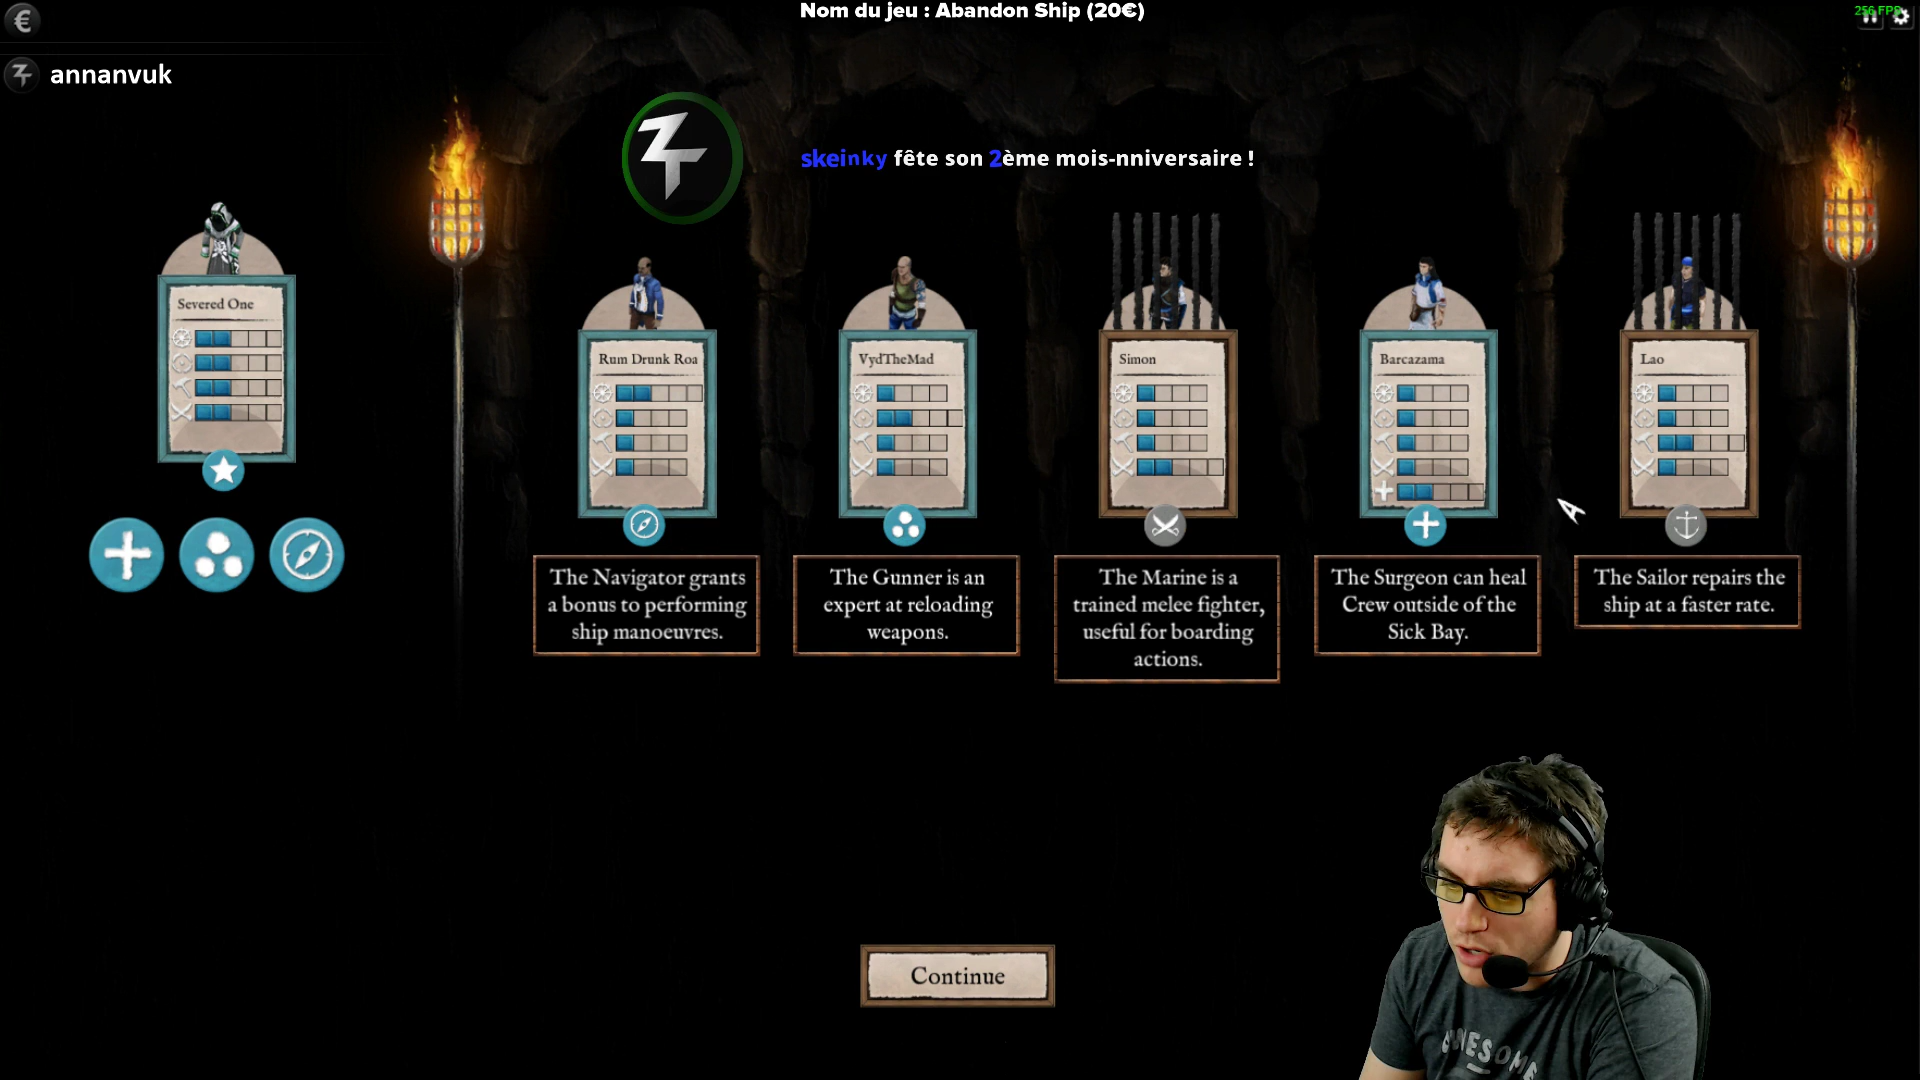 Nom du jeu : Abandon Ship (20€)
256 FPS
annanvuk
skeinky fête son 2ème mois-nniversaire !
Severed One
Rum Drunk Roa
VydTheMad
Simon
Barcazama
Lao
The Navigator grants
a bonus to performing
ship manoeuvres.
The Gunner is an
expert at reloading
weapons.
The Marine is a
trained melee fighter,
useful for boarding
actions.
The Surgeon can heal
Crew outside of the
Sick Bay.
The Sailor repairs the
ship at a faster rate.
Continue